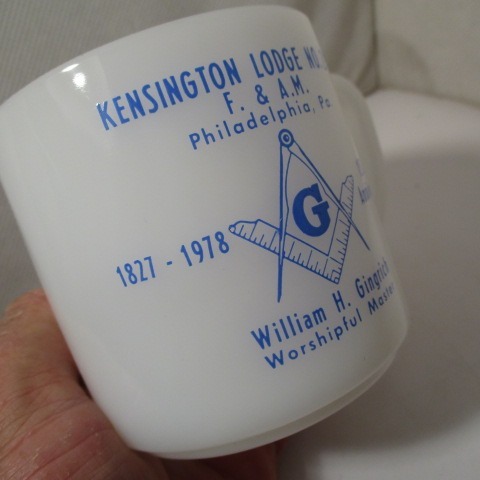 KENSINGTON LODGE NO.
F. & A.M.
Philadelphia, Pa.
G
1827 - 1978
William H. Gingrich
Worshipful Master